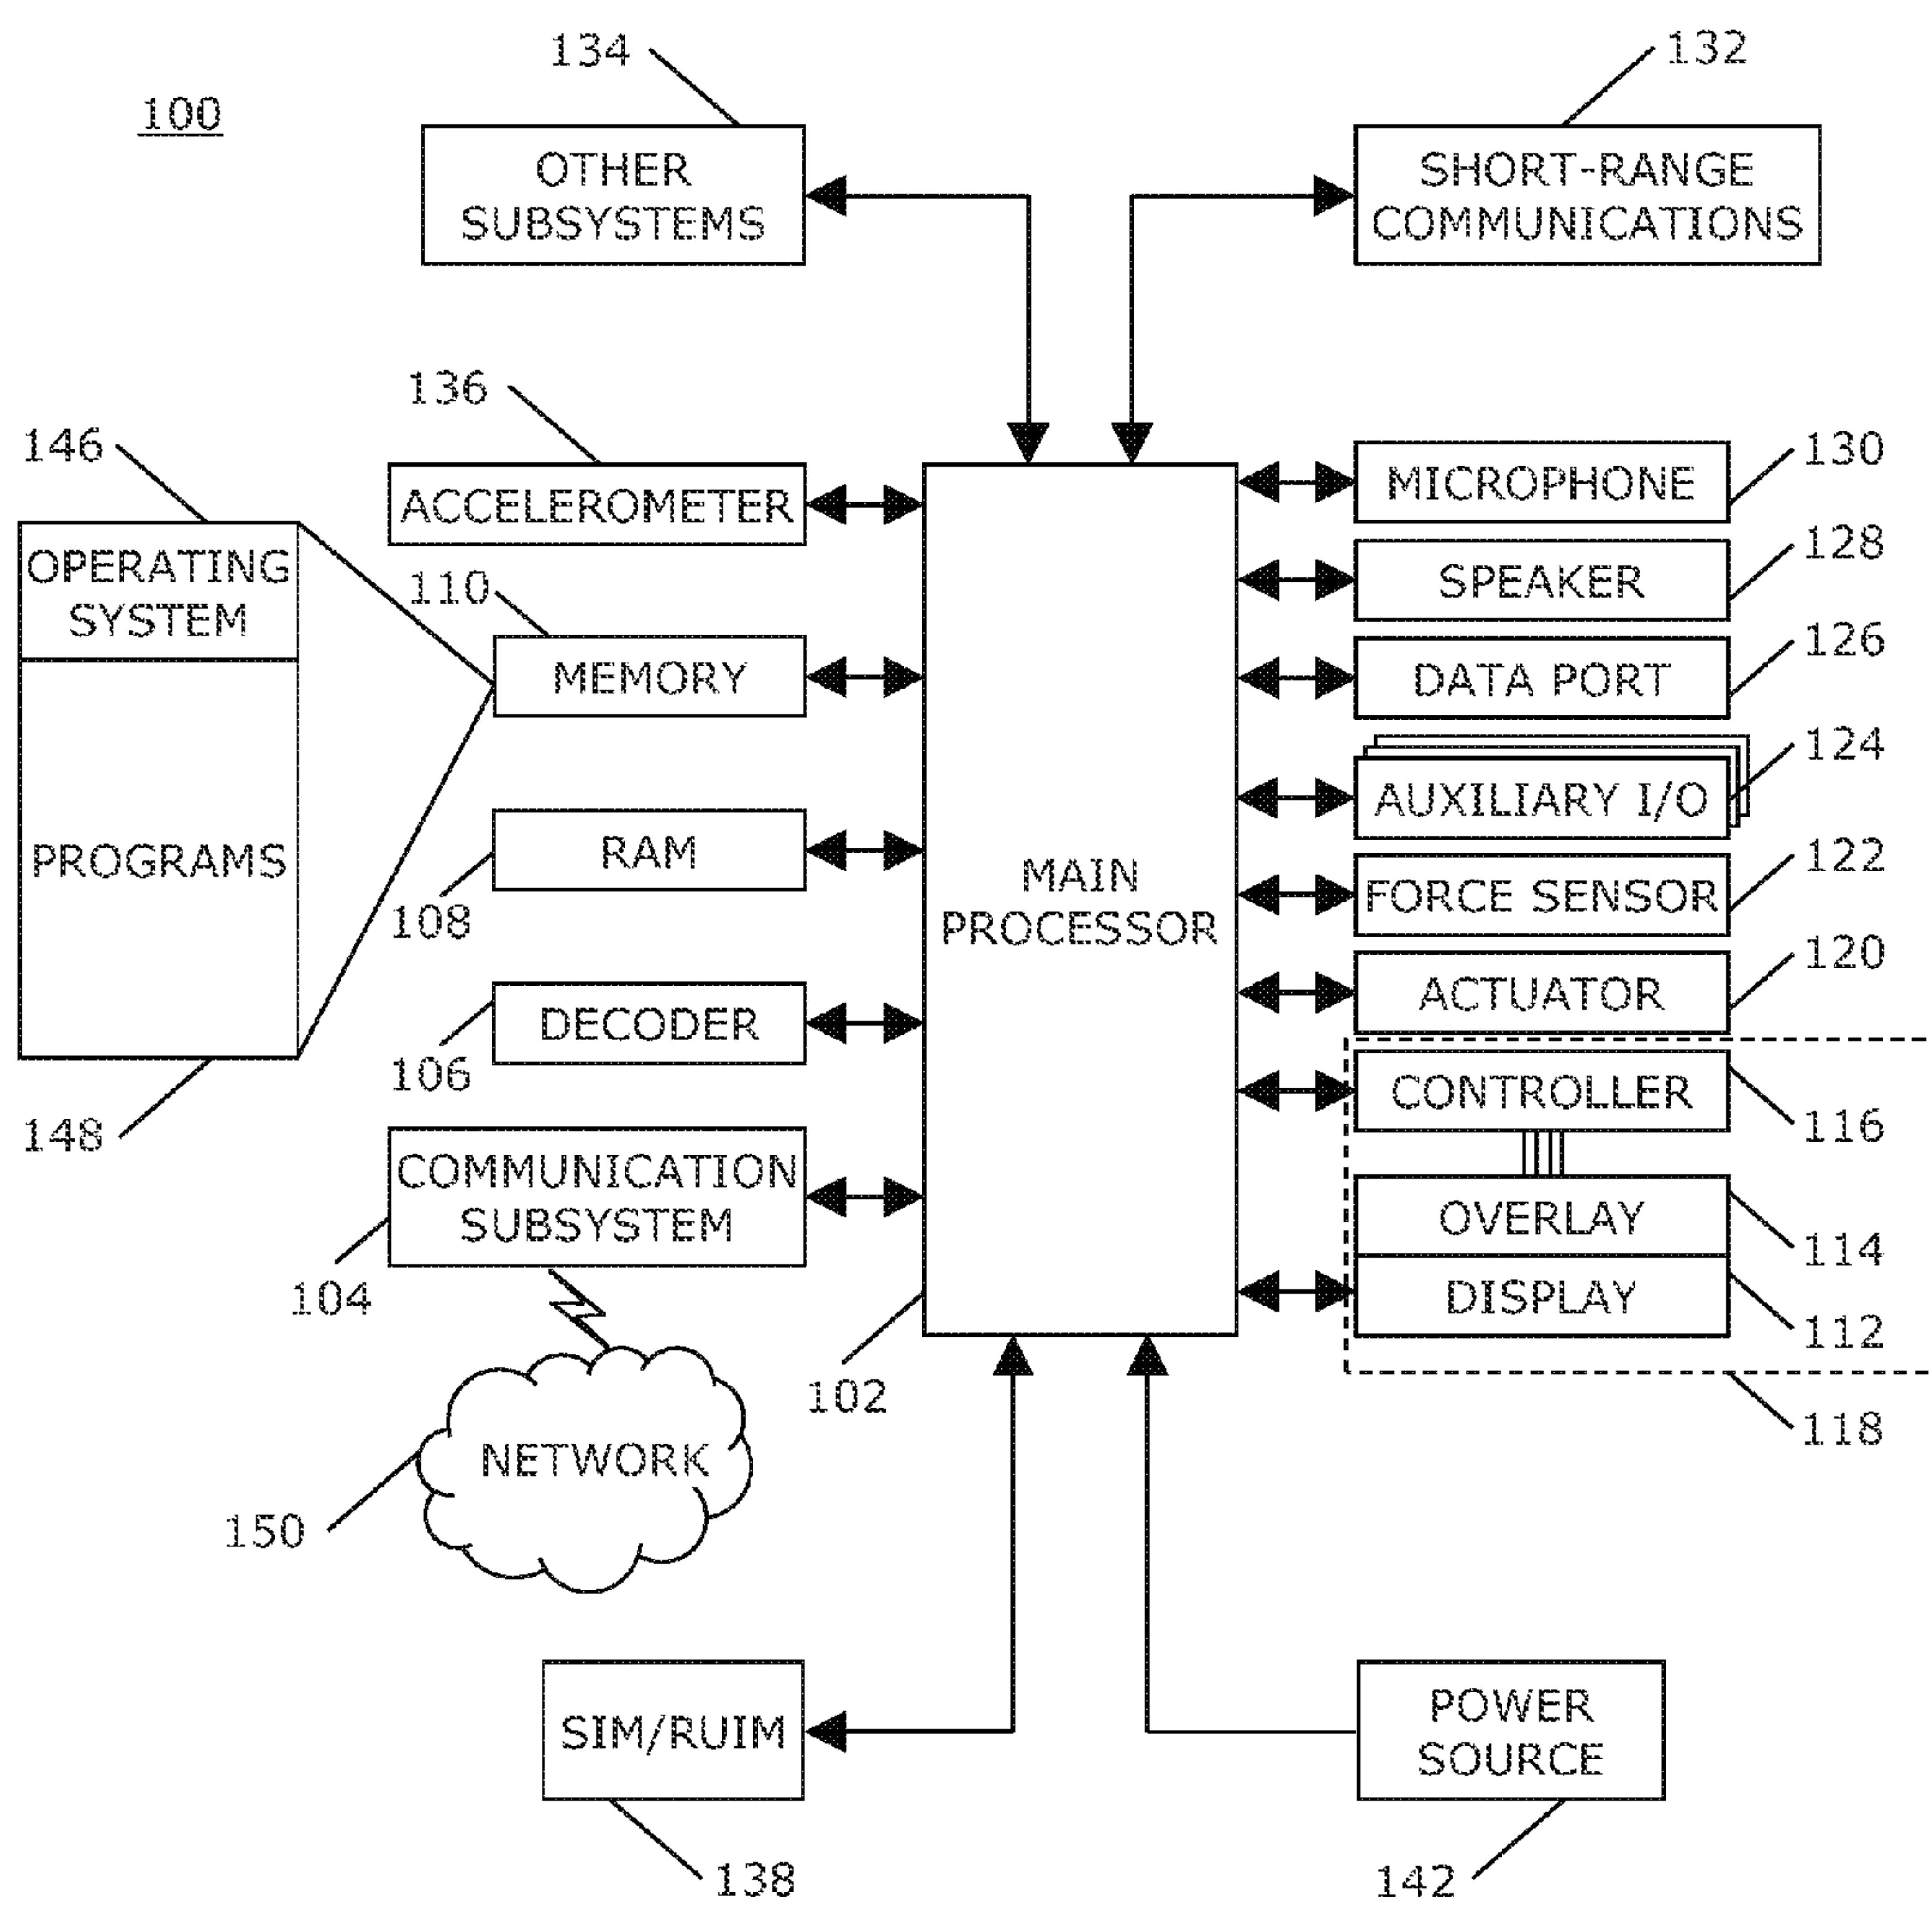 134
132
100
OTHER
SUBSYSTEMS
SHORT-RANGE
COMMUNICATIONS
136
146
ACCELEROMETER
MICROPHONE
130
OPERATING
SYSTEM
110
SPEAKER
128
MEMORY
DATA PORT
126
PROGRAMS
RAM
108
MAIN
PROCESSOR
AUXILIARY I/O
124
FORCE SENSOR
122
DECODER
106
ACTUATOR
120
148
CONTROLLER
116
COMMUNICATION
SUBSYSTEM
104
OVERLAY
114
DISPLAY
112
102
118
NETWORK
150
SIM/RUIM
POWER
SOURCE
138
142